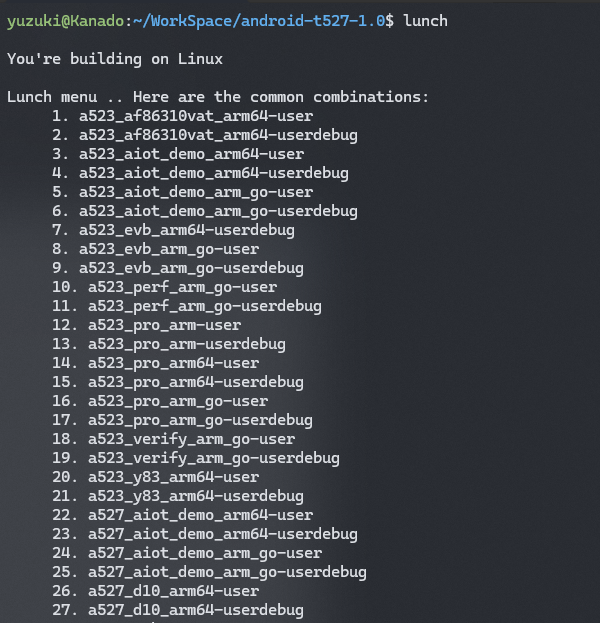 yuzuki@Kanado:~/WorkSpace/android-t527-1.0$ lunch
You're building on Linux
Lunch menu .. Here are the common combinations:
1. a523_af86310vat_arm64-user
2. a523_af86310vat_arm64-userdebug
3. a523_aiot_demo_arm64-user
4. a523_aiot_demo_arm64-userdebug
5. a523_aiot_demo_arm_go-user
6. a523_aiot_demo_arm_go-userdebug
7. a523_evb_arm64-userdebug
8. a523_evb_arm_go-user
9. a523_evb_arm_go-userdebug
10. a523_perf_arm_go-user
11. a523_perf_arm_go-userdebug
12. a523_pro_arm-user
13. a523_pro_arm-userdebug
14. a523_pro_arm64-user
15. a523_pro_arm64-userdebug
16. a523_pro_arm_go-user
17. a523_pro_arm_go-userdebug
18. a523_verify_arm_go-user
19. a523_verify_arm_go-userdebug
20. a523_y83_arm64-user
21. a523_y83_arm64-userdebug
22. a527_aiot_demo_arm64-user
23. a527_aiot_demo_arm64-userdebug
24. a527_aiot_demo_arm_go-user
25. a527_aiot_demo_arm_go-userdebug
26. a527_d10_arm64-user
27. a527_d10_arm64-userdebug